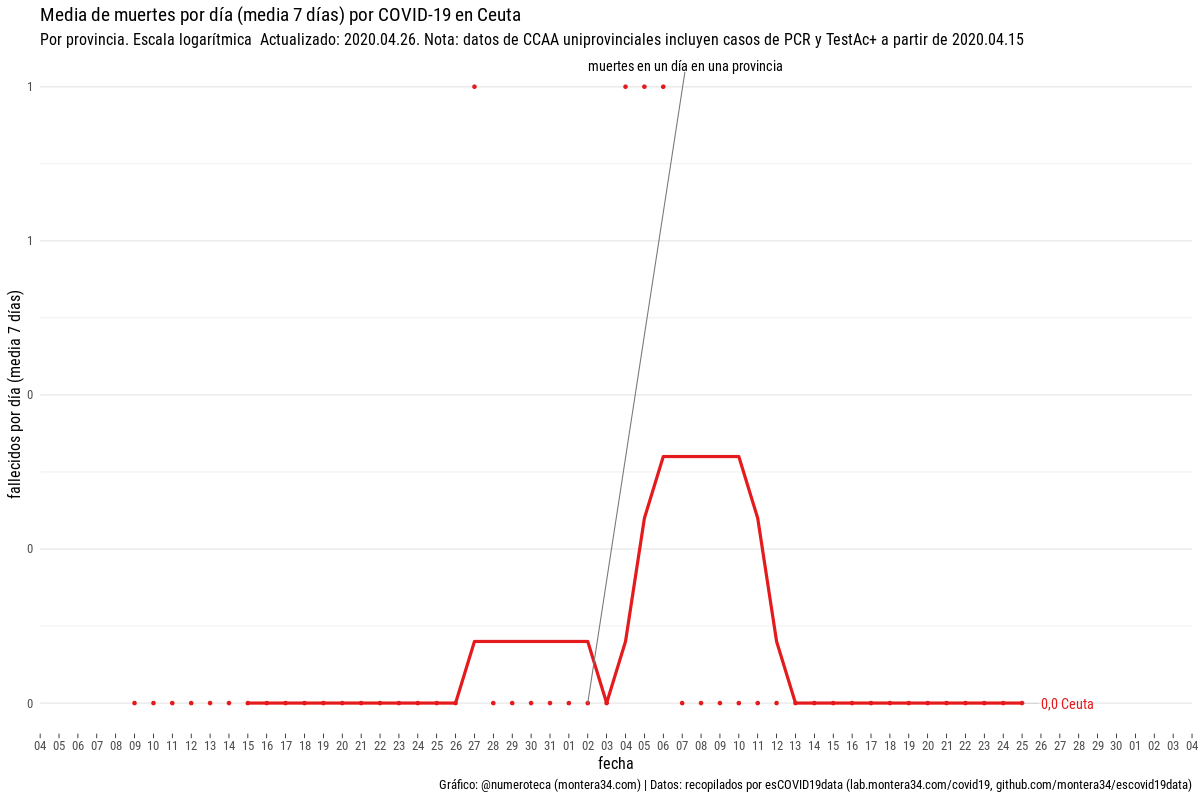 Media de muertes por día (media 7 días) por COVID-19 en Ceuta
Por provincia. Escala logarítmica  Actualizado: 2020.04.26. Nota: datos de CCAA uniprovinciales incluyen casos de PCR y TestAc+ a partir de 2020.04.15
muertes en un día en una provincia
1
1
0
0
0
fallecidos por día (media 7 días)
0,0 Ceuta
04 05 06 07 08 09 10 11 12 13 14 15 16 17 18 19 20 21 22 23 24 25 26 27 28 29 30 31 01 02 03 04 05 06 07 08 09 10 11 12 13 14 15 16 17 18 19 20 21 22 23 24 25 26 27 28 29 30 01 02 03 04
fecha
Gráfico: @numeroteca (montera34.com) | Datos: recopilados por esCOVID19data (lab.montera34.com/covid19, github.com/montera34/escovid19data)